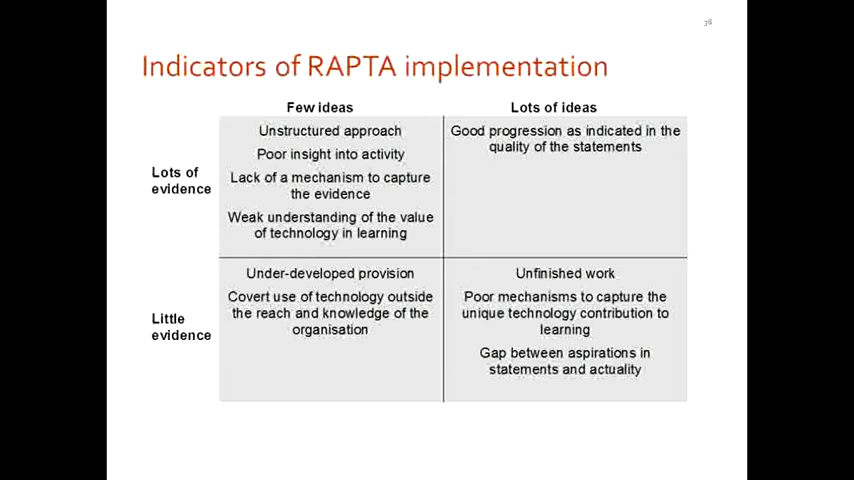 38
Indicators of RAPTA implementation
Few ideas
Lots of ideas
Lots of
evidence
Unstructured approach
Poor insight into activity
Lack of a mechanism to capture
the evidence
Weak understanding of the value
of technology in learning
Good progression as indicated in the
quality of the statements
Little
evidence
Under-developed provision
Covert use of technology outside
the reach and knowledge of the
organisation
Unfinished work
Poor mechanisms to capture the
unique technology contribution to
learning
Gap between aspirations in
statements and actuality